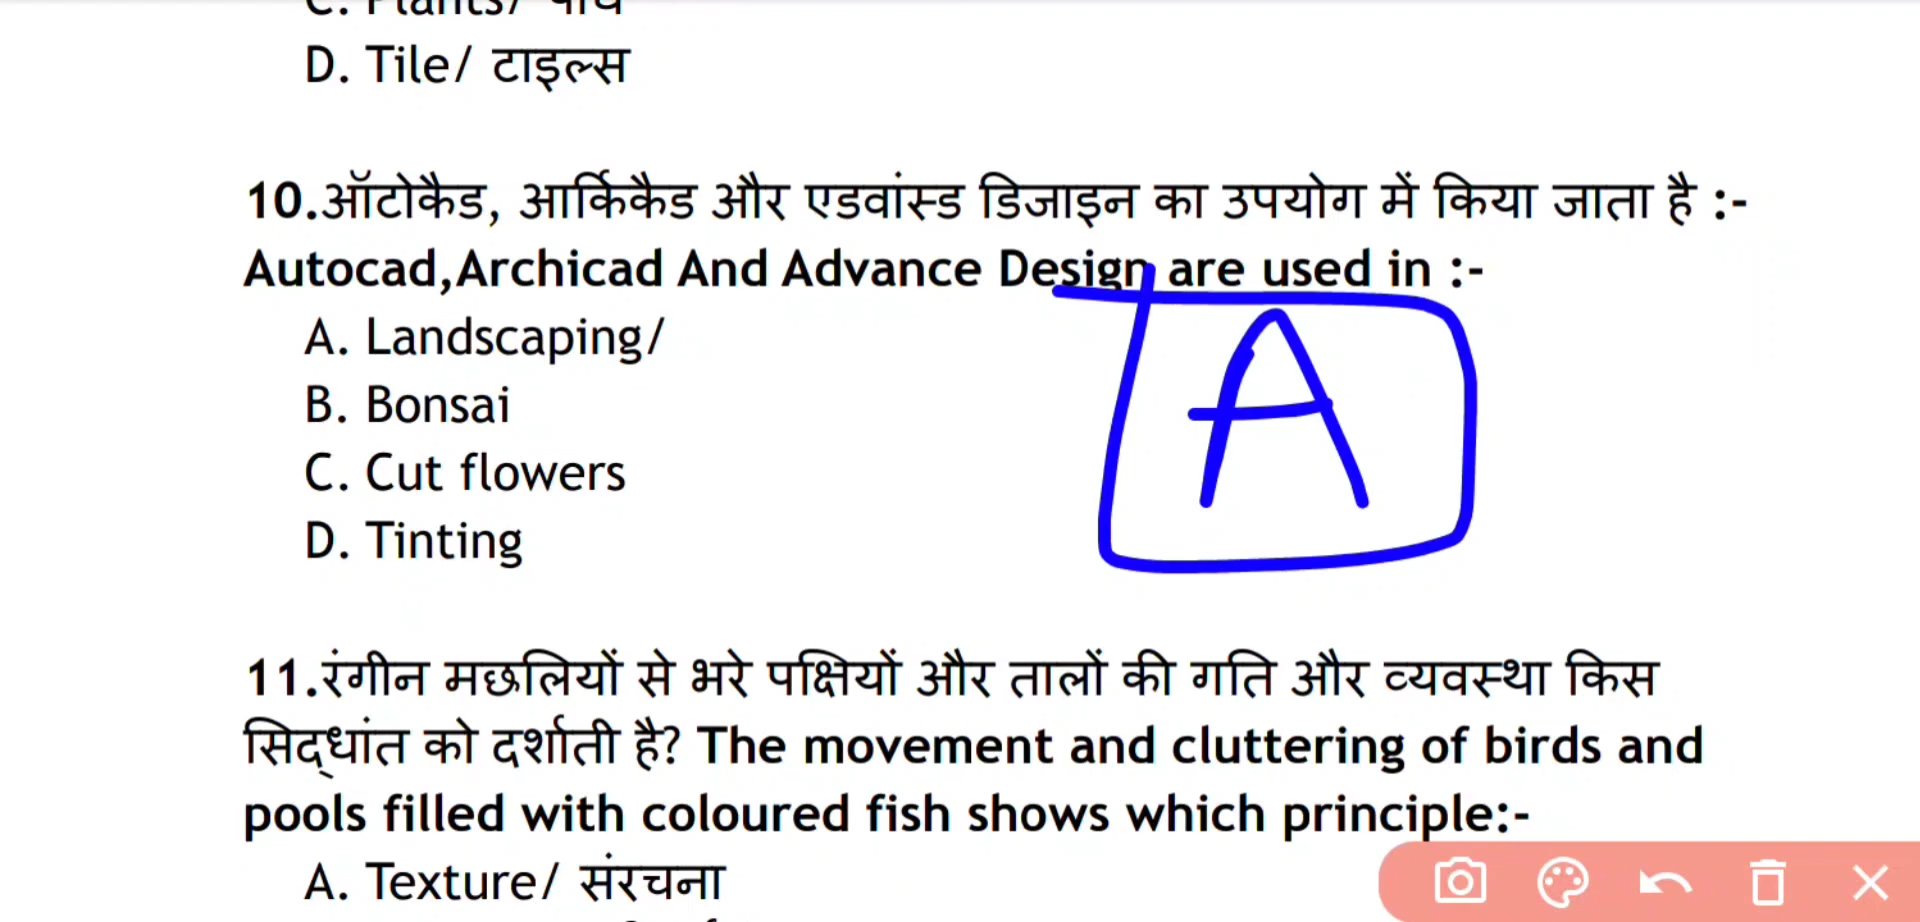 C. Plants/ पौधे
D. Tile/ टाइल्स
10.ऑटोकैड, आर्किकैड और एडवांस्ड डिजाइन का उपयोग में किया जाता है :-
Autocad,Archicad And Advance Design are used in :-
A. Landscaping/
B. Bonsai
C. Cut flowers
D. Tinting
A
11.रंगीन मछलियों से भरे पक्षियों और तालों की गति और व्यवस्था किस
सिद्धांत को दर्शाती है? The movement and cluttering of birds and
pools filled with coloured fish shows which principle:-
A. Texture/ संरचना